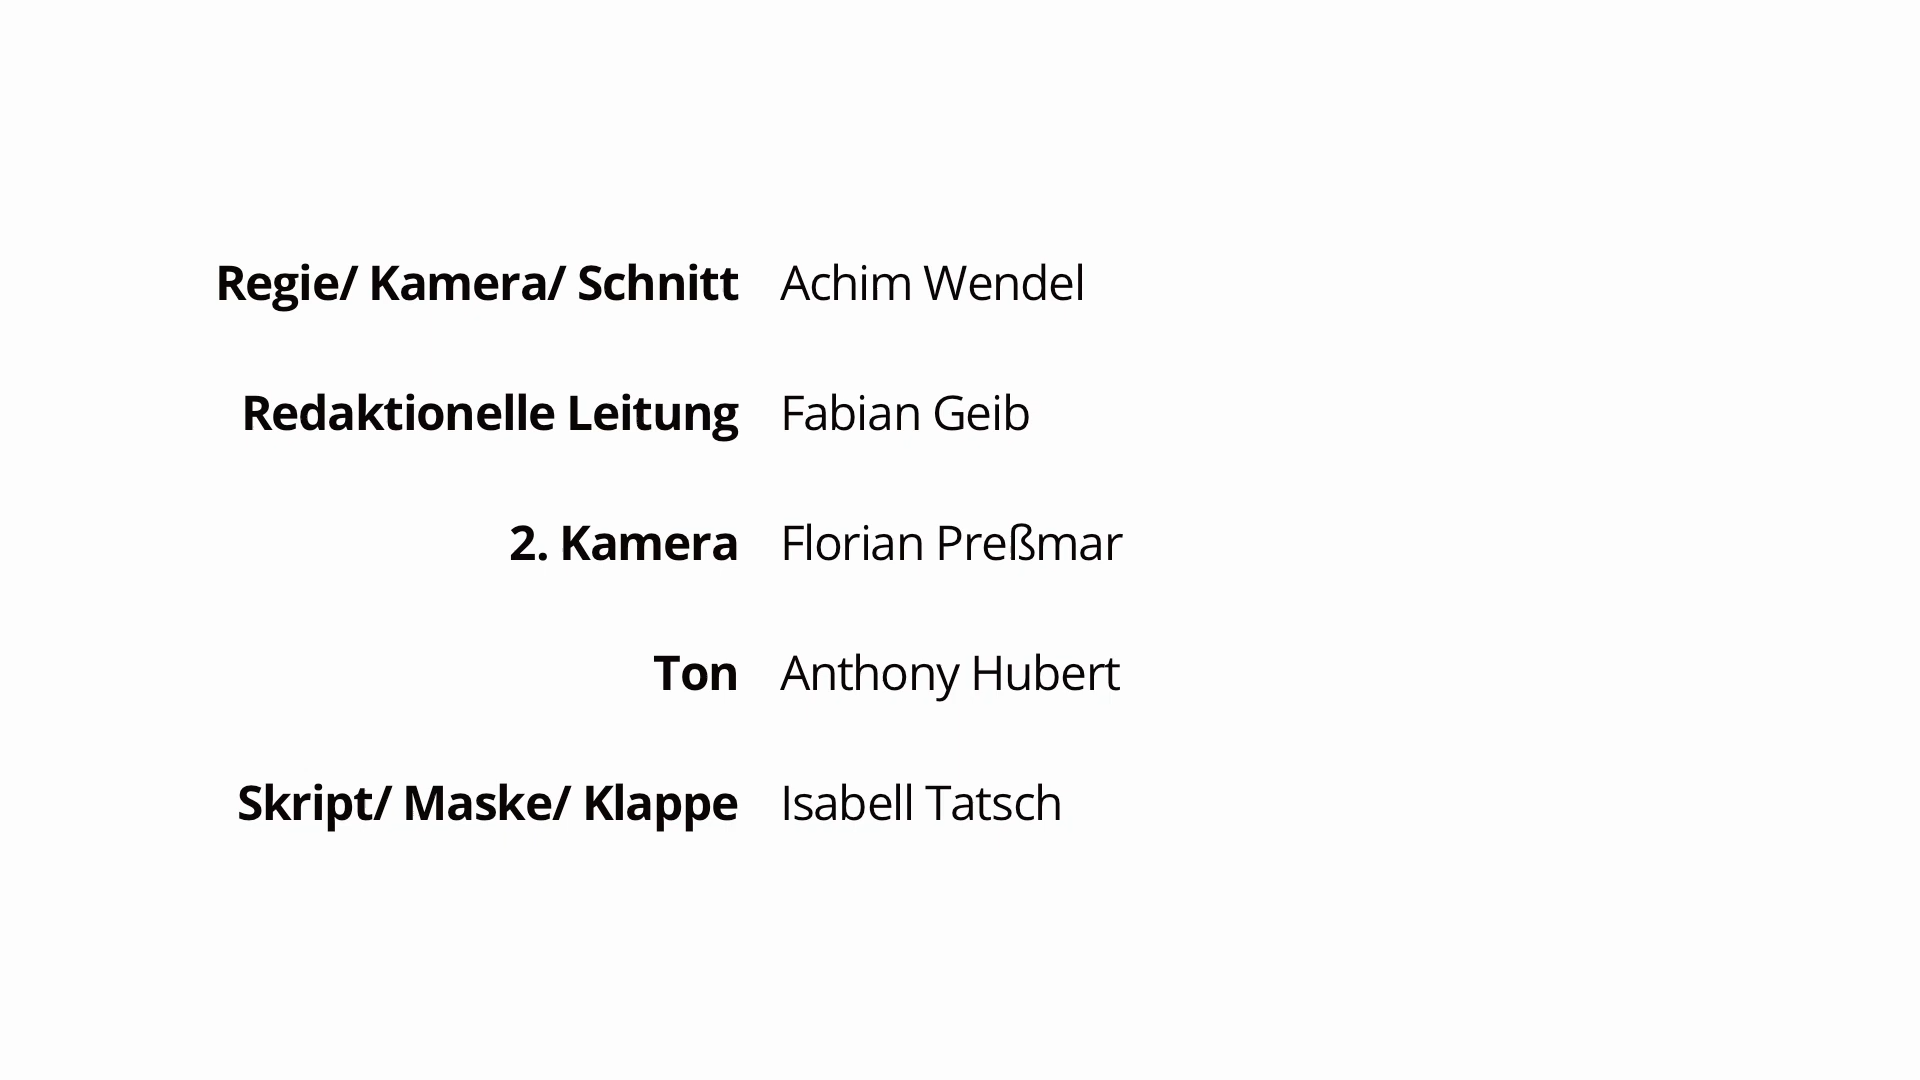 Regie/ Kamera/ Schnitt Achim Wendel
Redaktionelle Leitung Fabian Geib
2. Kamera Florian Preßmar
Ton Anthony Hubert
Skript/ Maske/ Klappe Isabell Tatsch